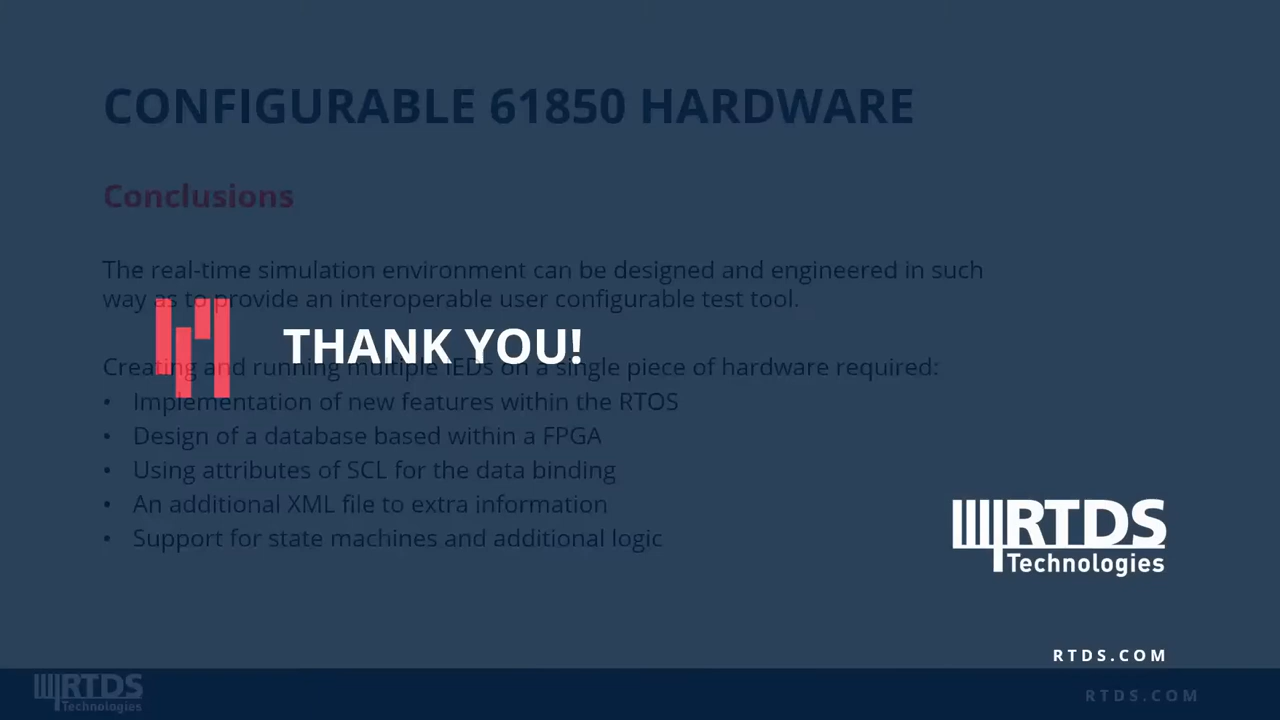 CONFIGURABLE 61850 HARDWARE
Conclusions
The real-time simulation environment can be designed and engineered in such
way as to provide an interoperable user configurable test tool.
THANK YOU!
Creating and running multiple IEDs on a single piece of hardware required:
• Implementation of new features within the RTOS
• Design of a database based within a FPGA
• Using attributes of SCL for the data binding
• An additional XML file to extra information
• Support for state machines and additional logic
RTDS
Technologies
RTDS.COM
RTDS
Technologies
RTDS.COM